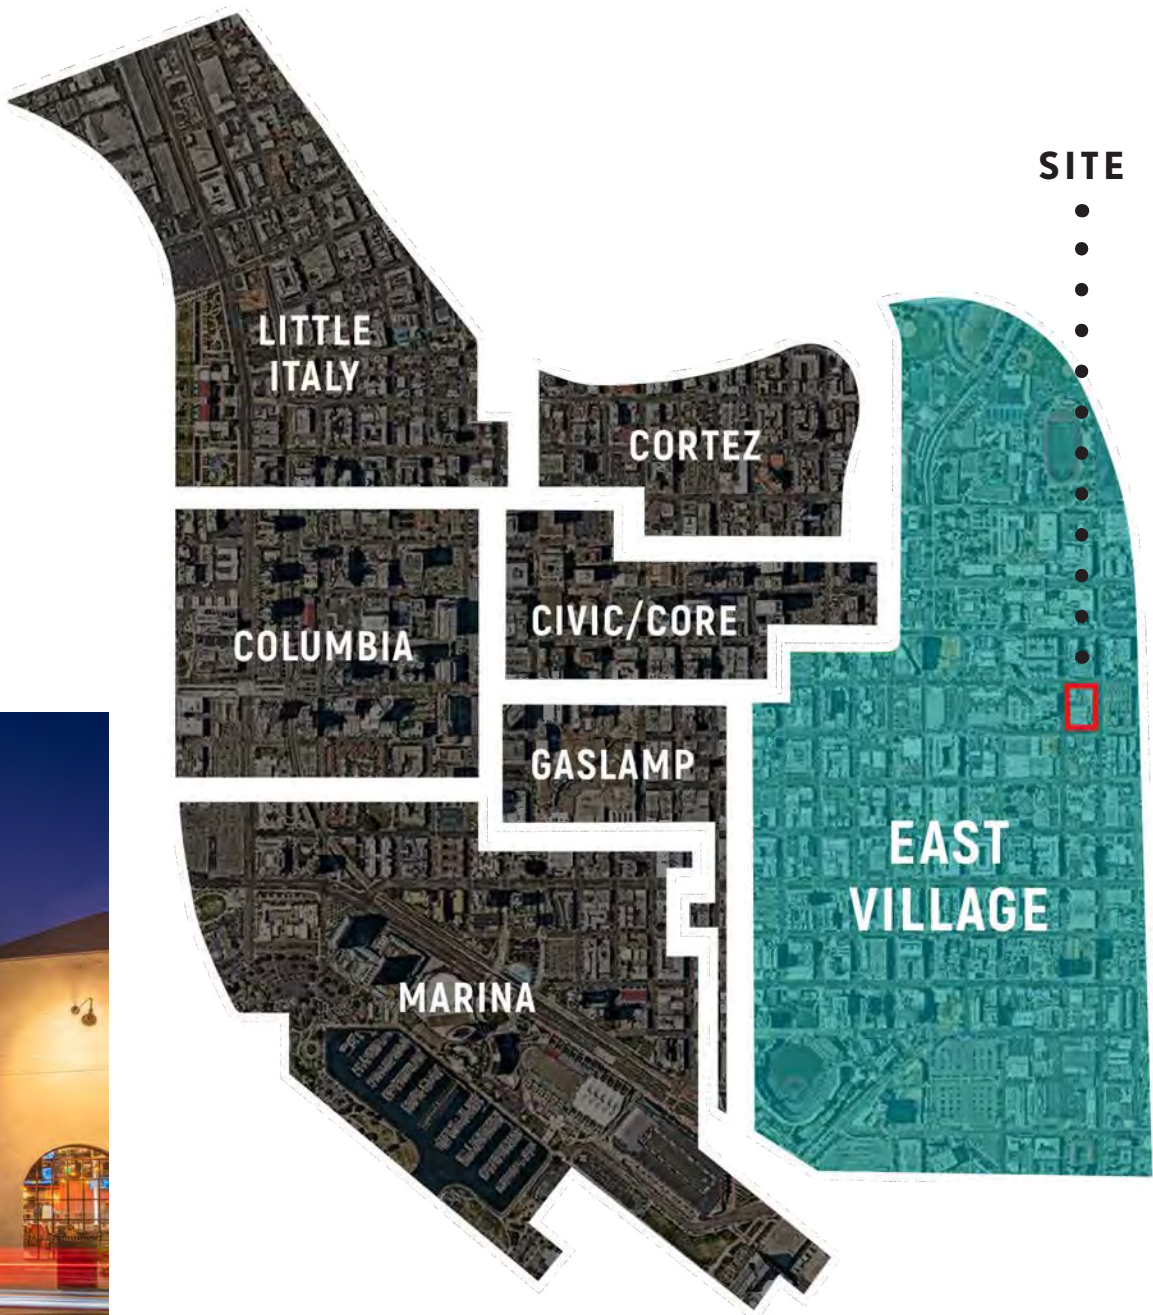 SITE
LITTLE
ITALY
CORTEZ
CIVIC/CORE
COLUMBIA
GASLAMP
EAST
VILLAGE
MARINA